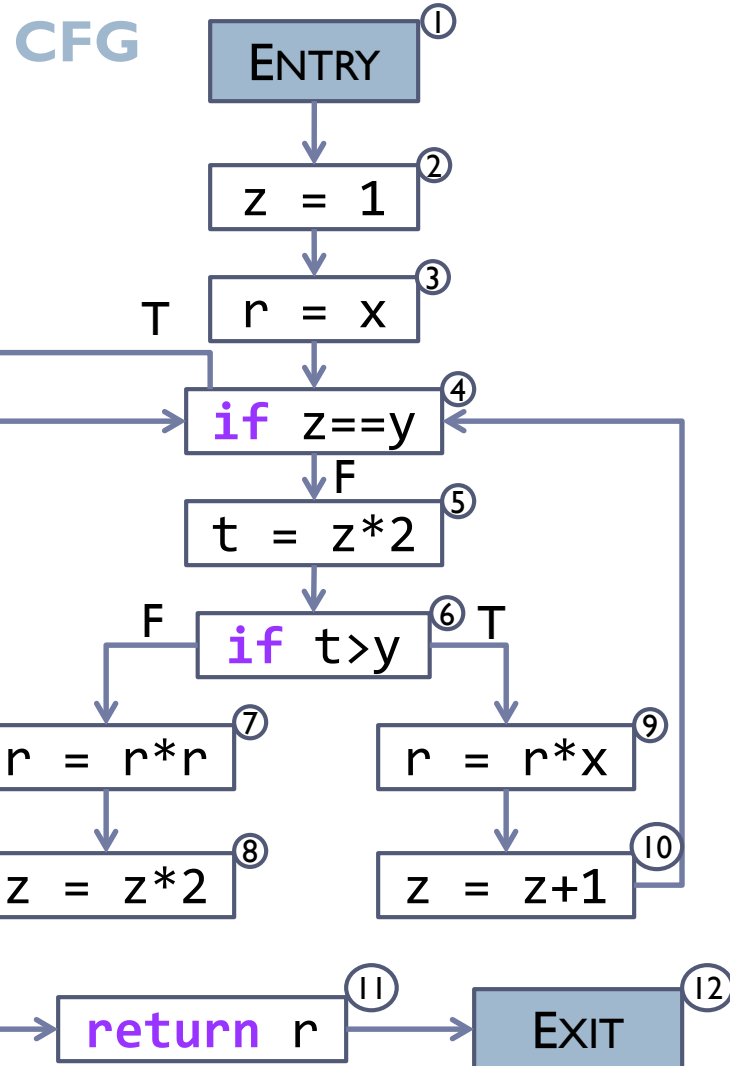 CFG
1
ENTRY
2
z = 1
3
r = x
T
4
if z==y
F
5
t = z*2
F
6
T
if t>y
7
r = r*r
9
r = r*x
8
z = z*2
10
z = z+1
11
return r
12
EXIT